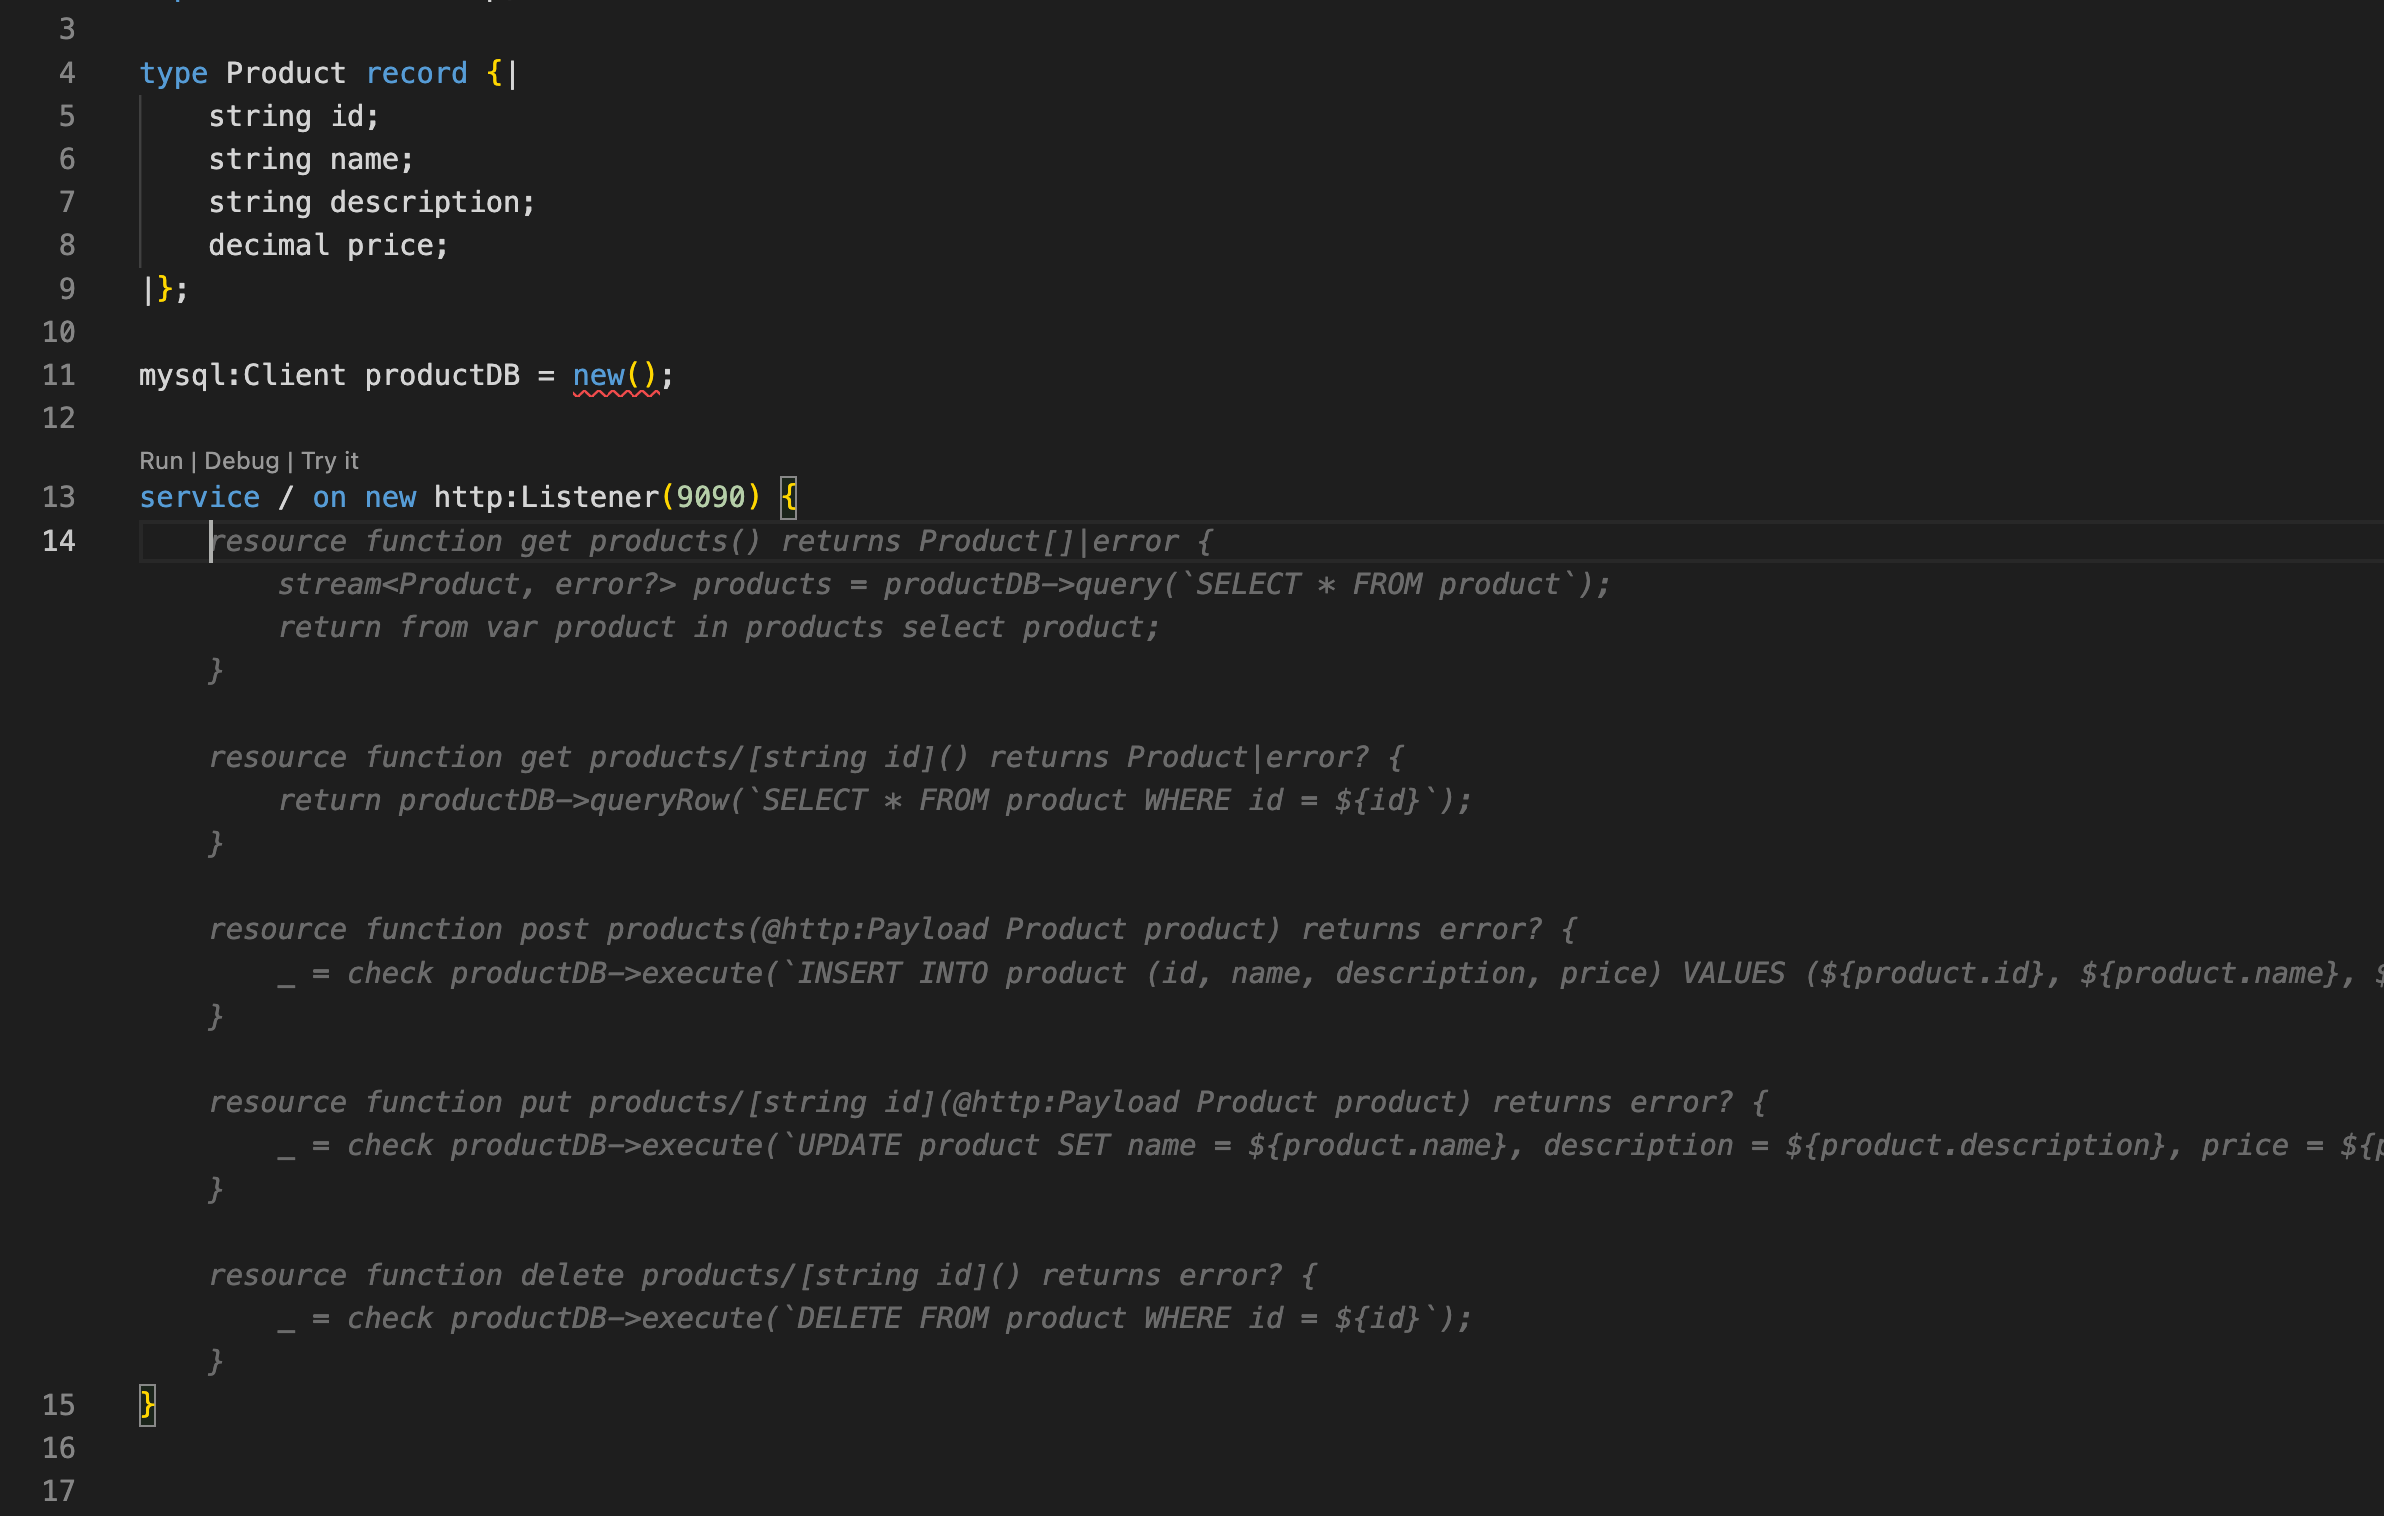 3
4 type Product record {|
5 string id;
6 string name;
7 string description;
8 decimal price;
9 |};
10
11 mysql:Client productDB = new();
12
Run | Debug | Try it
13 service / on new http:Listener(9090) {
14 resource function get products() returns Product[]|error {
stream<Product, error?> products = productDB->query(`SELECT * FROM product`);
return from var product in products select product;
}
resource function get products/[string id]() returns Product|error? {
return productDB->queryRow(`SELECT * FROM product WHERE id = ${id}`);
}
resource function post products(@http:Payload Product product) returns error? {
_ = check productDB->execute(`INSERT INTO product (id, name, description, price) VALUES (${product.id}, ${product.name}, $
}
resource function put products/[string id](@http:Payload Product product) returns error? {
_ = check productDB->execute(`UPDATE product SET name = ${product.name}, description = ${product.description}, price = ${p
}
resource function delete products/[string id]() returns error? {
_ = check productDB->execute(`DELETE FROM product WHERE id = ${id}`);
}
15 }
16
17